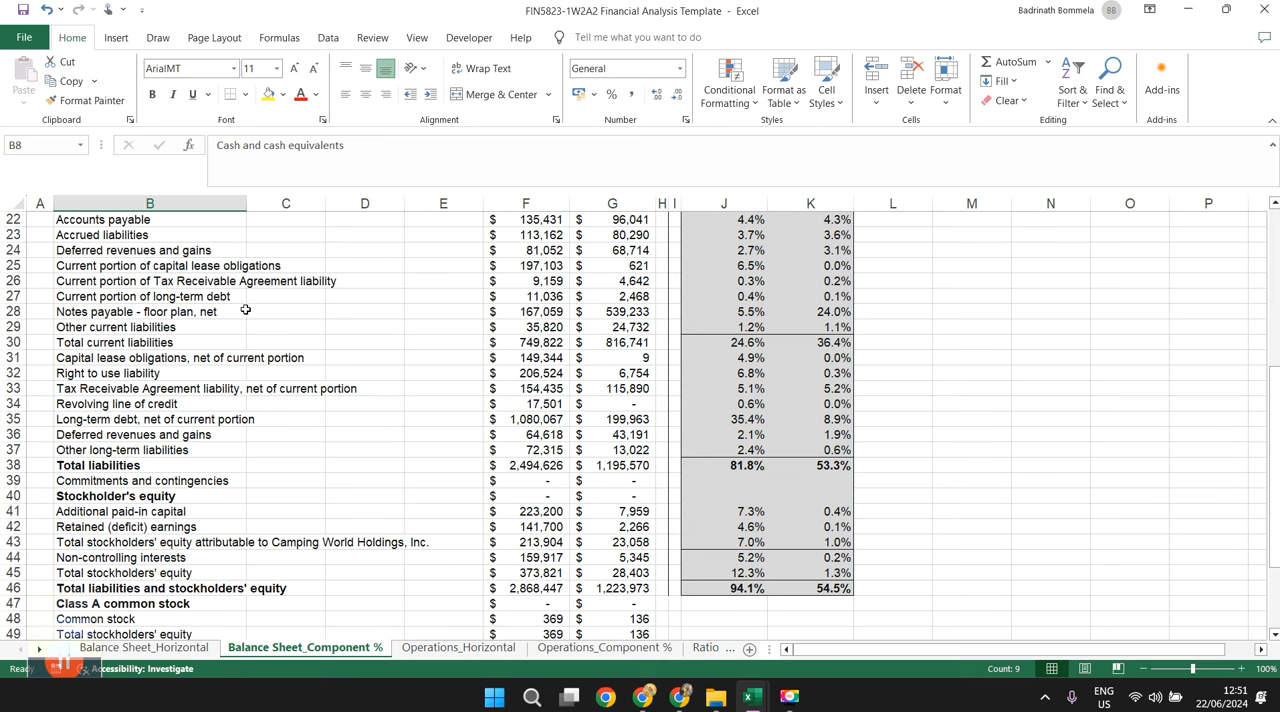 FIN5823-1W2A2 Financial Analysis Template - Excel
Badrinath Bommela BB
File Home Insert Draw Page Layout Formulas Data Review View Developer Help Tell me what you want to do
Paste Cut Copy Format Painter Clipboard
ArialMT 11 B I U A Font
Wrap Text Merge & Center Alignment
General % , Number
Conditional Formatting Format as Table Cell Styles Styles
Insert Delete Format Cells
AutoSum Fill Clear Sort & Filter Find & Select Editing
Add-ins Add-ins
B8 fx Cash and cash equivalents
A B C D E F G H I J K L M N O P
22 Accounts payable $ 135,431 $ 96,041 4.4% 4.3%
23 Accrued liabilities $ 113,162 $ 80,290 3.7% 3.6%
24 Deferred revenues and gains $ 81,052 $ 68,714 2.7% 3.1%
25 Current portion of capital lease obligations $ 197,103 $ 621 6.5% 0.0%
26 Current portion of Tax Receivable Agreement liability $ 9,159 $ 4,642 0.3% 0.2%
27 Current portion of long-term debt $ 11,036 $ 2,468 0.4% 0.1%
28 Notes payable - floor plan, net $ 167,059 $ 539,233 5.5% 24.0%
29 Other current liabilities $ 35,820 $ 24,732 1.2% 1.1%
30 Total current liabilities $ 749,822 $ 816,741 24.6% 36.4%
31 Capital lease obligations, net of current portion $ 149,344 $ 9 4.9% 0.0%
32 Right to use liability $ 206,524 $ 6,754 6.8% 0.3%
33 Tax Receivable Agreement liability, net of current portion $ 154,435 $ 115,890 5.1% 5.2%
34 Revolving line of credit $ 17,501 $ - 0.6% 0.0%
35 Long-term debt, net of current portion $ 1,080,067 $ 199,963 35.4% 8.9%
36 Deferred revenues and gains $ 64,618 $ 43,191 2.1% 1.9%
37 Other long-term liabilities $ 72,315 $ 13,022 2.4% 0.6%
38 Total liabilities $ 2,494,626 $ 1,195,570 81.8% 53.3%
39 Commitments and contingencies $ - $ -
40 Stockholder's equity $ - $ -
41 Additional paid-in capital $ 223,200 $ 7,959 7.3% 0.4%
42 Retained (deficit) earnings $ 141,700 $ 2,266 4.6% 0.1%
43 Total stockholders' equity attributable to Camping World Holdings, Inc. $ 213,904 $ 23,058 7.0% 1.0%
44 Non-controlling interests $ 159,917 $ 5,345 5.2% 0.2%
45 Total stockholders' equity $ 373,821 $ 28,403 12.3% 1.3%
46 Total liabilities and stockholders' equity $ 2,868,447 $ 1,223,973 94.1% 54.5%
47 Class A common stock $ - $ -
48 Common stock $ 369 $ 136
49 Total stockholders' equity $ 369 $ 136
Balance Sheet_Horizontal Balance Sheet_Component % Operations_Horizontal Operations_Component % Ratio ...
Ready Accessibility: Investigate Count: 9 100%
ENG US 12:51 22/06/2024